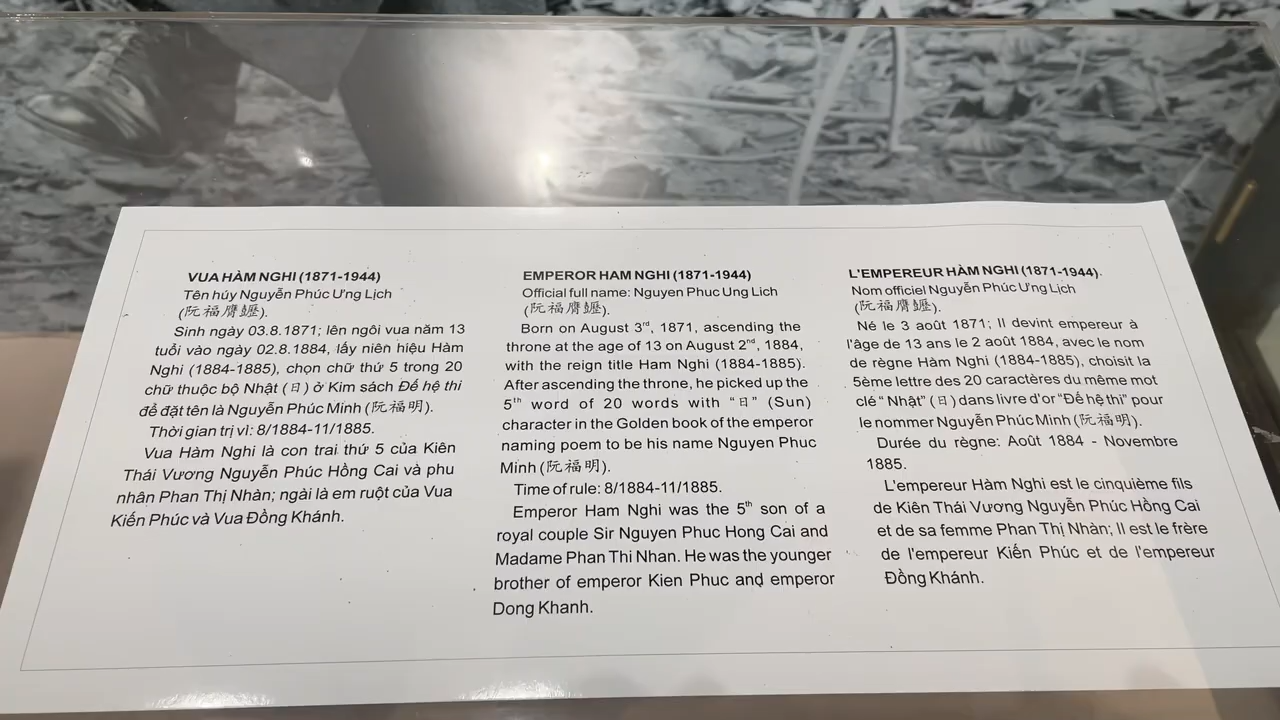 VUA HÀM NGHI (1871-1944)
Tên húy Nguyễn Phúc Ưng Lịch
(阮福膺𧰡).
Sinh ngày 03.8.1871; lên ngôi vua năm 13
tuổi vào ngày 02.8.1884, lấy niên hiệu Hàm
Nghi (1884-1885), chọn chữ thứ 5 trong 20
chữ thuộc bộ Nhật (日) ở Kim sách Đế hệ thi
để đặt tên là Nguyễn Phúc Minh (阮福明).
Thời gian trị vì: 8/1884-11/1885.
Vua Hàm Nghi là con trai thứ 5 của Kiên
Thái Vương Nguyễn Phúc Hồng Cai và phu
nhân Phan Thị Nhàn; ngài là em ruột của Vua
Kiến Phúc và Vua Đồng Khánh.
EMPEROR HAM NGHI (1871-1944)
Official full name: Nguyen Phuc Ung Lich
(阮福膺).
Born on August 3rd, 1871, ascending the
throne at the age of 13 on August 2nd, 1884,
with the reign title Ham Nghi (1884-1885).
After ascending the throne, he picked up the
5th word of 20 words with “日” (Sun)
character in the Golden book of the emperor
naming poem to be his name Nguyen Phuc
Minh (阮福明).
Time of rule: 8/1884-11/1885.
Emperor Ham Nghi was the 5th son of a
royal couple Sir Nguyen Phuc Hong Cai and
Madame Phan Thi Nhan. He was the younger
brother of emperor Kien Phuc and emperor
Dong Khanh.
L'EMPEREUR HÀM NGHI (1871-1944).
Nom officiel Nguyễn Phúc Ưng Lịch
(阮福膺).
Né le 3 août 1871; Il devint empereur à
l'âge de 13 ans le 2 août 1884, avec le nom
de règne Hàm Nghi (1884-1885), choisit la
5ème lettre des 20 caractères du même mot
clé “ Nhật” (日) dans livre d'or “Đế hệ thi” pour
le nommer Nguyễn Phúc Minh (阮福明).
Durée du règne: Août 1884 - Novembre
1885.
L'empereur Hàm Nghi est le cinquième fils
de Kiên Thái Vương Nguyễn Phúc Hồng Cai
et de sa femme Phan Thị Nhàn; Il est le frère
de l'empereur Kiến Phúc et de l'empereur
Đồng Khánh.